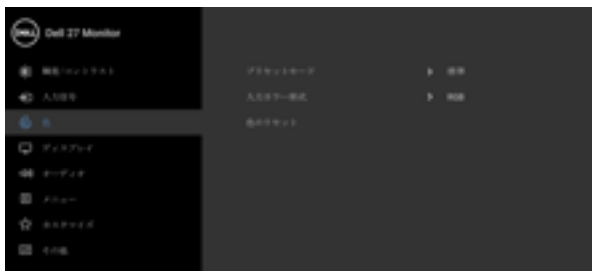 DELL
Dell 27 Monitor
輝度/コントラスト
入力信号
色
ディスプレイ
オーディオ
メニュー
カスタマイズ
その他
プリセットモード
標準
入力カラー形式
RGB
色のリセット